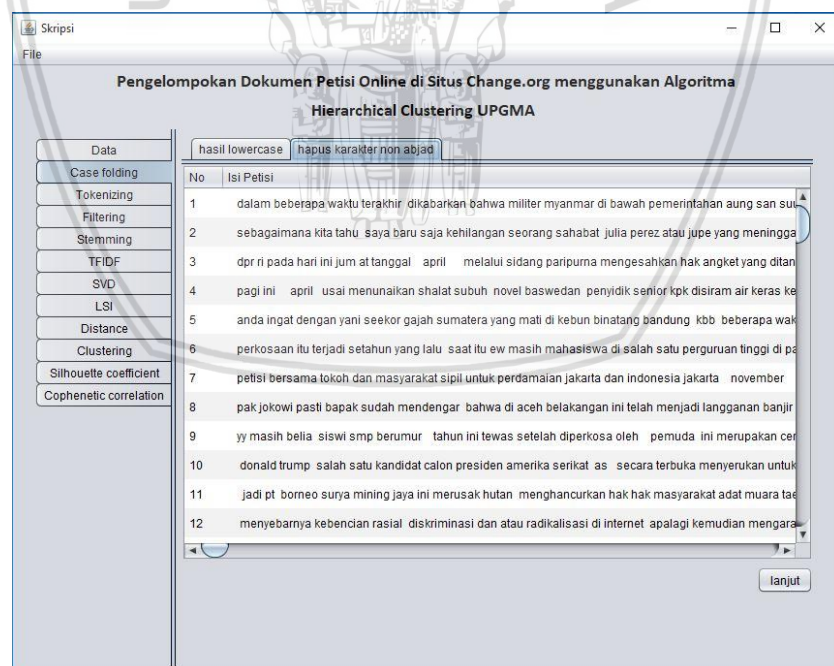 Skripsi
File
Pengelompokan Dokumen Petisi Online di Situs Change.org menggunakan Algoritma
Hierarchical Clustering UPGMA
Data
Case folding
Tokenizing
Filtering
Stemming
TFIDF
SVD
LSI
Distance
Clustering
Silhouette coefficient
Cophenetic correlation
hasil lowercase hapus karakter non abjad
No Isi Petisi
1 dalam beberapa waktu terakhir dikabarkan bahwa militer myanmar di bawah pemerintahan aung san suu
2 sebagaimana kita tahu saya baru saja kehilangan seorang sahabat julia perez atau jupe yang meningga
3 dpr ri pada hari ini jum at tanggal april melalui sidang paripurna mengesahkan hak angket yang ditan
4 pagi ini april usai menunaikan shalat subuh novel baswedan penyidik senior kpk disiram air keras ke
5 anda ingat dengan yani seekor gajah sumatera yang mati di kebun binatang bandung kbb beberapa wak
6 perkosaan itu terjadi setahun yang lalu saat itu ew masih mahasiswa di salah satu perguruan tinggi di pa
7 petisi bersama tokoh dan masyarakat sipil untuk perdamaian jakarta dan indonesia jakarta november
8 pak jokowi pasti bapak sudah mendengar bahwa di aceh belakangan ini telah menjadi langganan banjir
9 yy masih belia siswi smp berumur tahun ini tewas setelah diperkosa oleh pemuda ini merupakan cer
10 donald trump salah satu kandidat calon presiden amerika serikat as secara terbuka menyerukan untuk
11 jadi pt borneo surya mining jaya ini merusak hutan menghancurkan hak hak masyarakat adat muara tae
12 menyebarnya kebencian rasial diskriminasi dan atau radikalisasi di internet apalagi kemudian mengara
lanjut